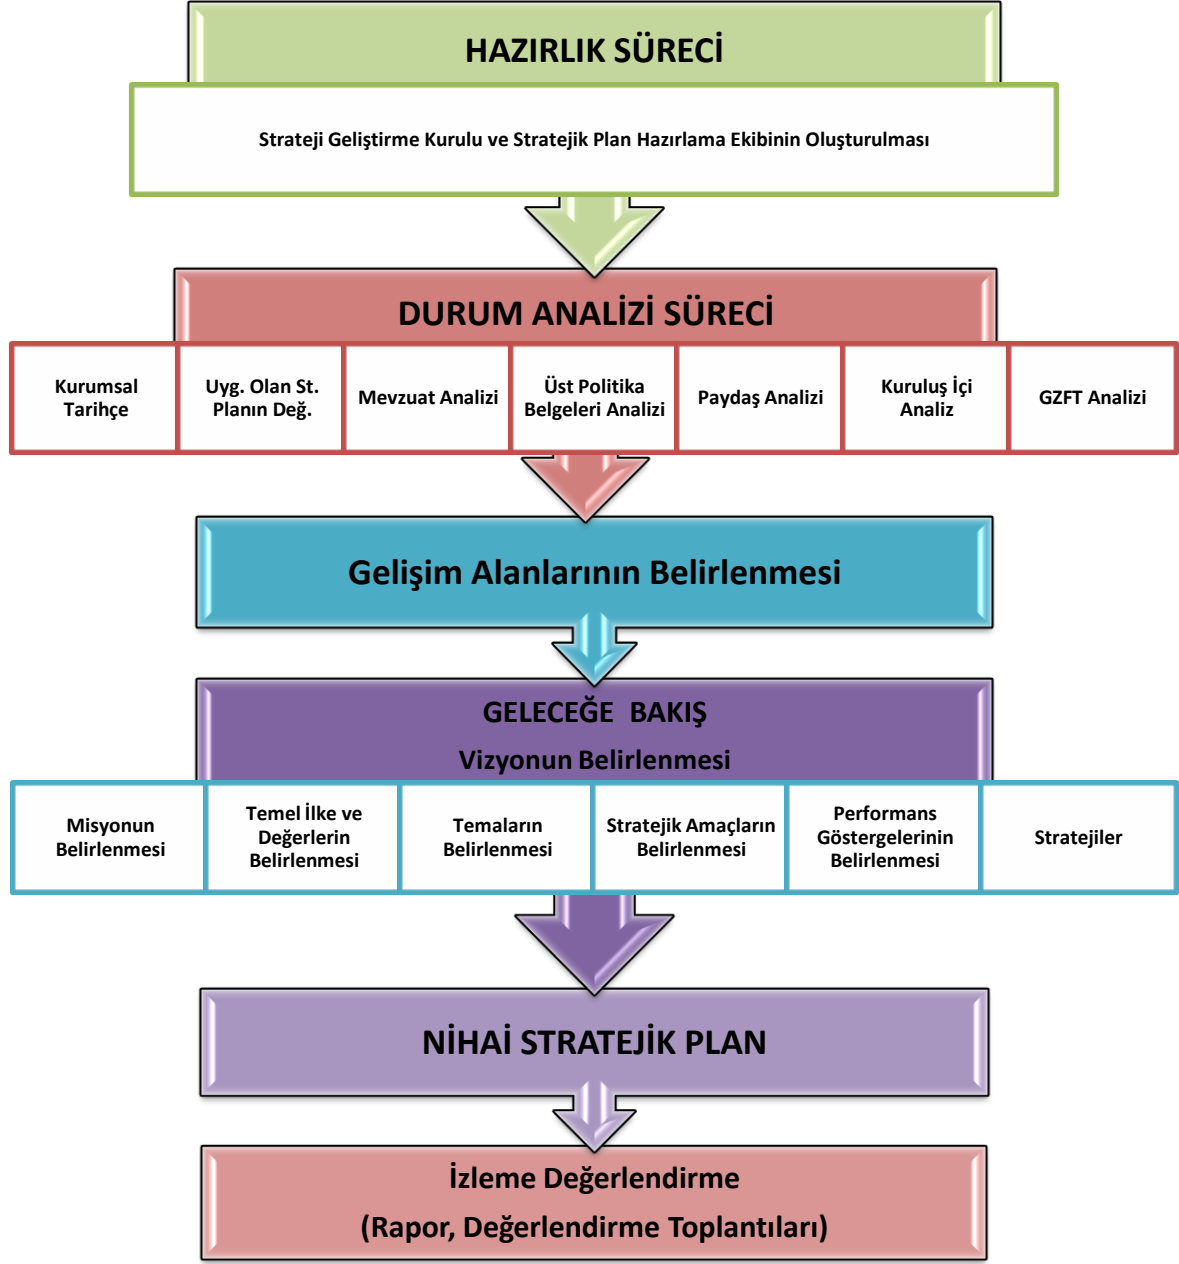 HAZIRLIK SÜRECİ
Strateji Geliştirme Kurulu ve Stratejik Plan Hazırlama Ekibinin Oluşturulması
DURUM ANALİZİ SÜRECİ
Kurumsal
Tarihçe
Uyg. Olan St.
Planın Değ.
Mevzuat Analizi
Üst Politika
Belgeleri Analizi
Paydaş Analizi
Kuruluş İçi
Analiz
GZFT Analizi
Gelişim Alanlarının Belirlenmesi
GELECEĞE BAKIŞ
Vizyonun Belirlenmesi
Misyonun
Belirlenmesi
Temel İlke ve
Değerlerin
Belirlenmesi
Temaların
Belirlenmesi
Stratejik Amaçların
Belirlenmesi
Performans
Göstergelerinin
Belirlenmesi
Stratejiler
NİHAİ STRATEJİK PLAN
İzleme Değerlendirme
(Rapor, Değerlendirme Toplantıları)